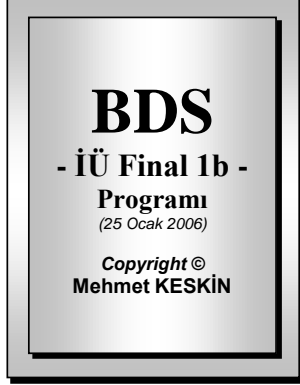 BDS
- İÜ Final 1b -
Programı
(25 Ocak 2006)
Copyright ©
Mehmet KESKİN